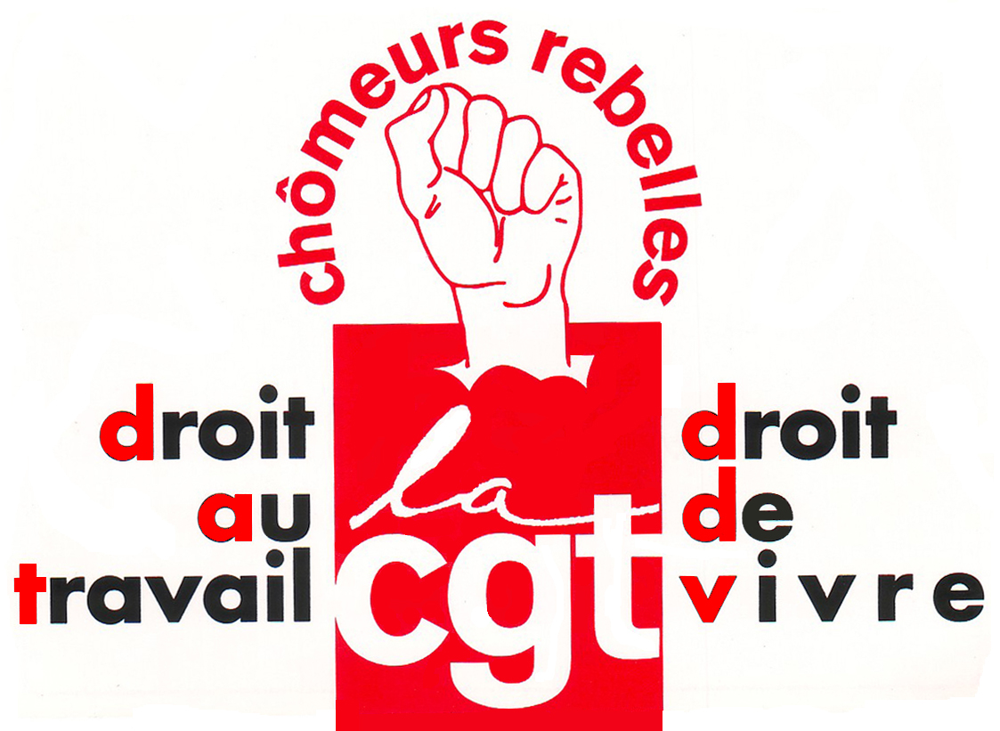 chômeurs rebelles
droit
au
travail
la
cgt
droit
de
vivre